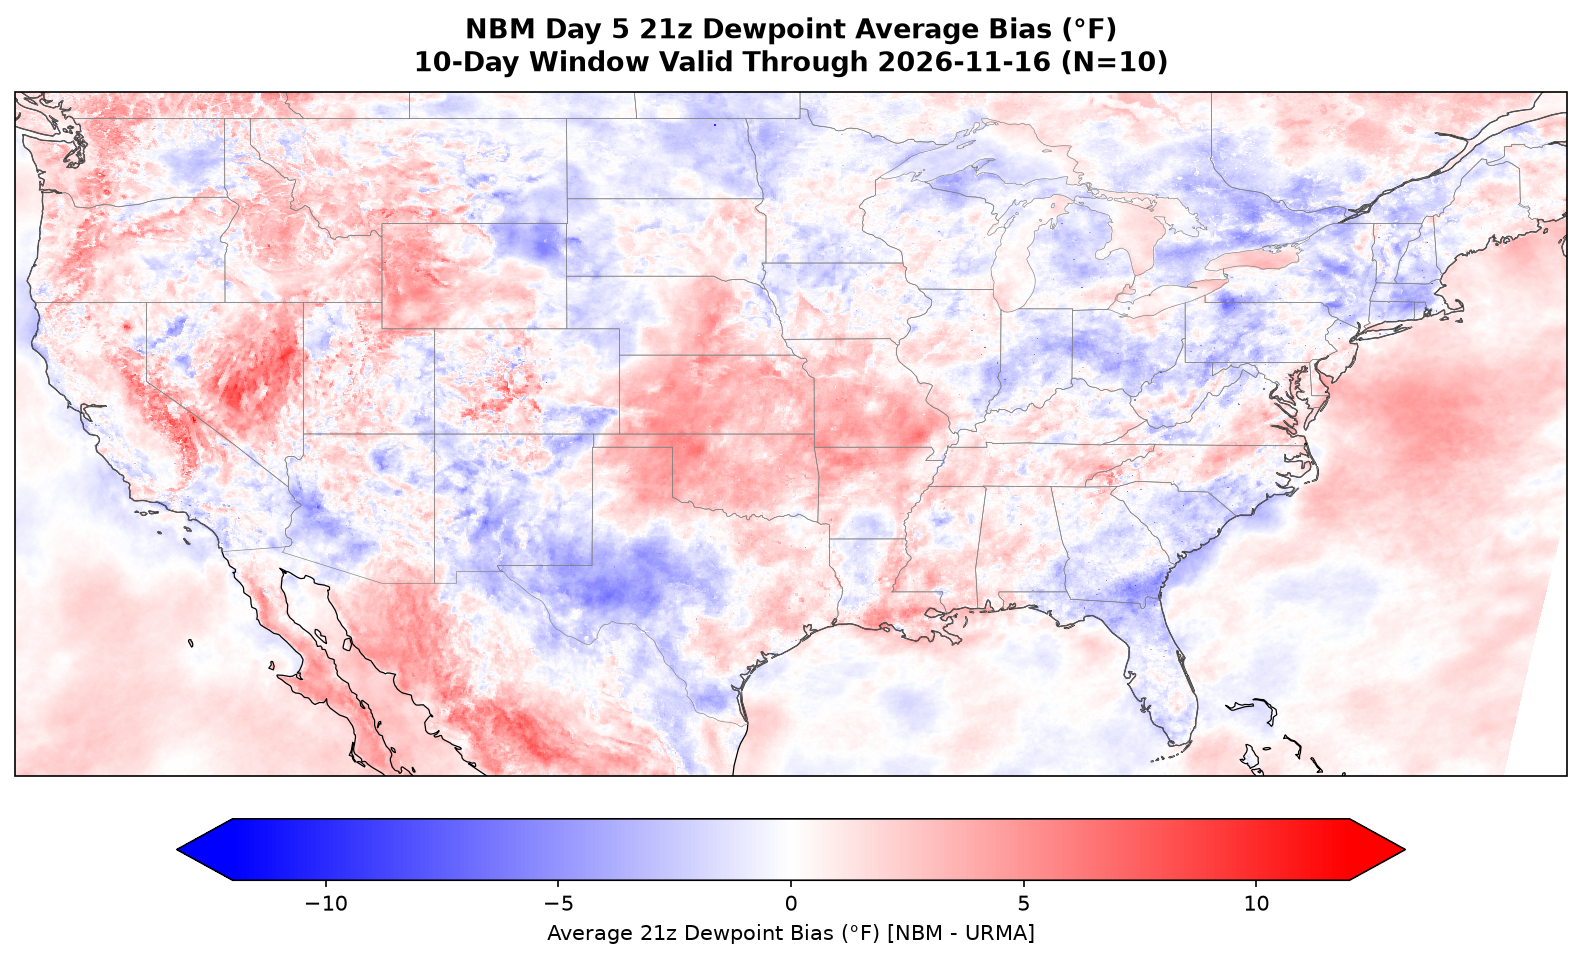 NBM Day 5 21z Dewpoint Average Bias (°F)
10-Day Window Valid Through 2026-11-16 (N=10)
−10
−5
0
5
10
Average 21z Dewpoint Bias (°F) [NBM - URMA]